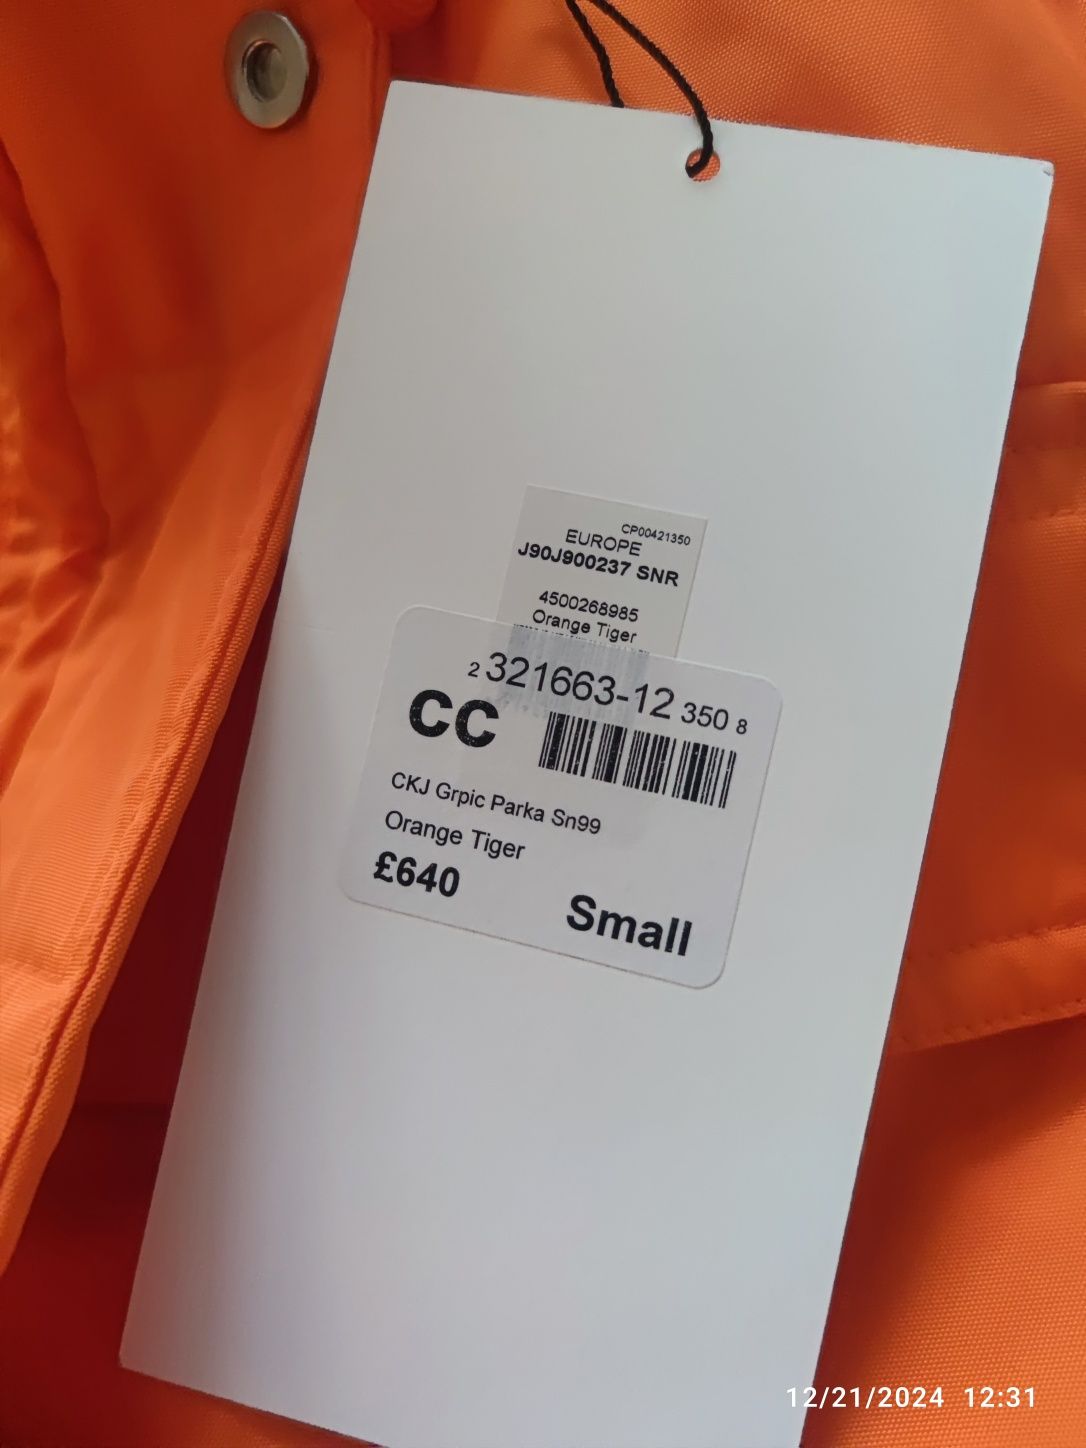 CP00421350
EUROPE
J90J900237 SNR
4500268985
Orange Tiger
2 321663-12 350 8
CC
CKJ Grpic Parka Sn99
Orange Tiger
£640
Small
12/21/2024 12:31